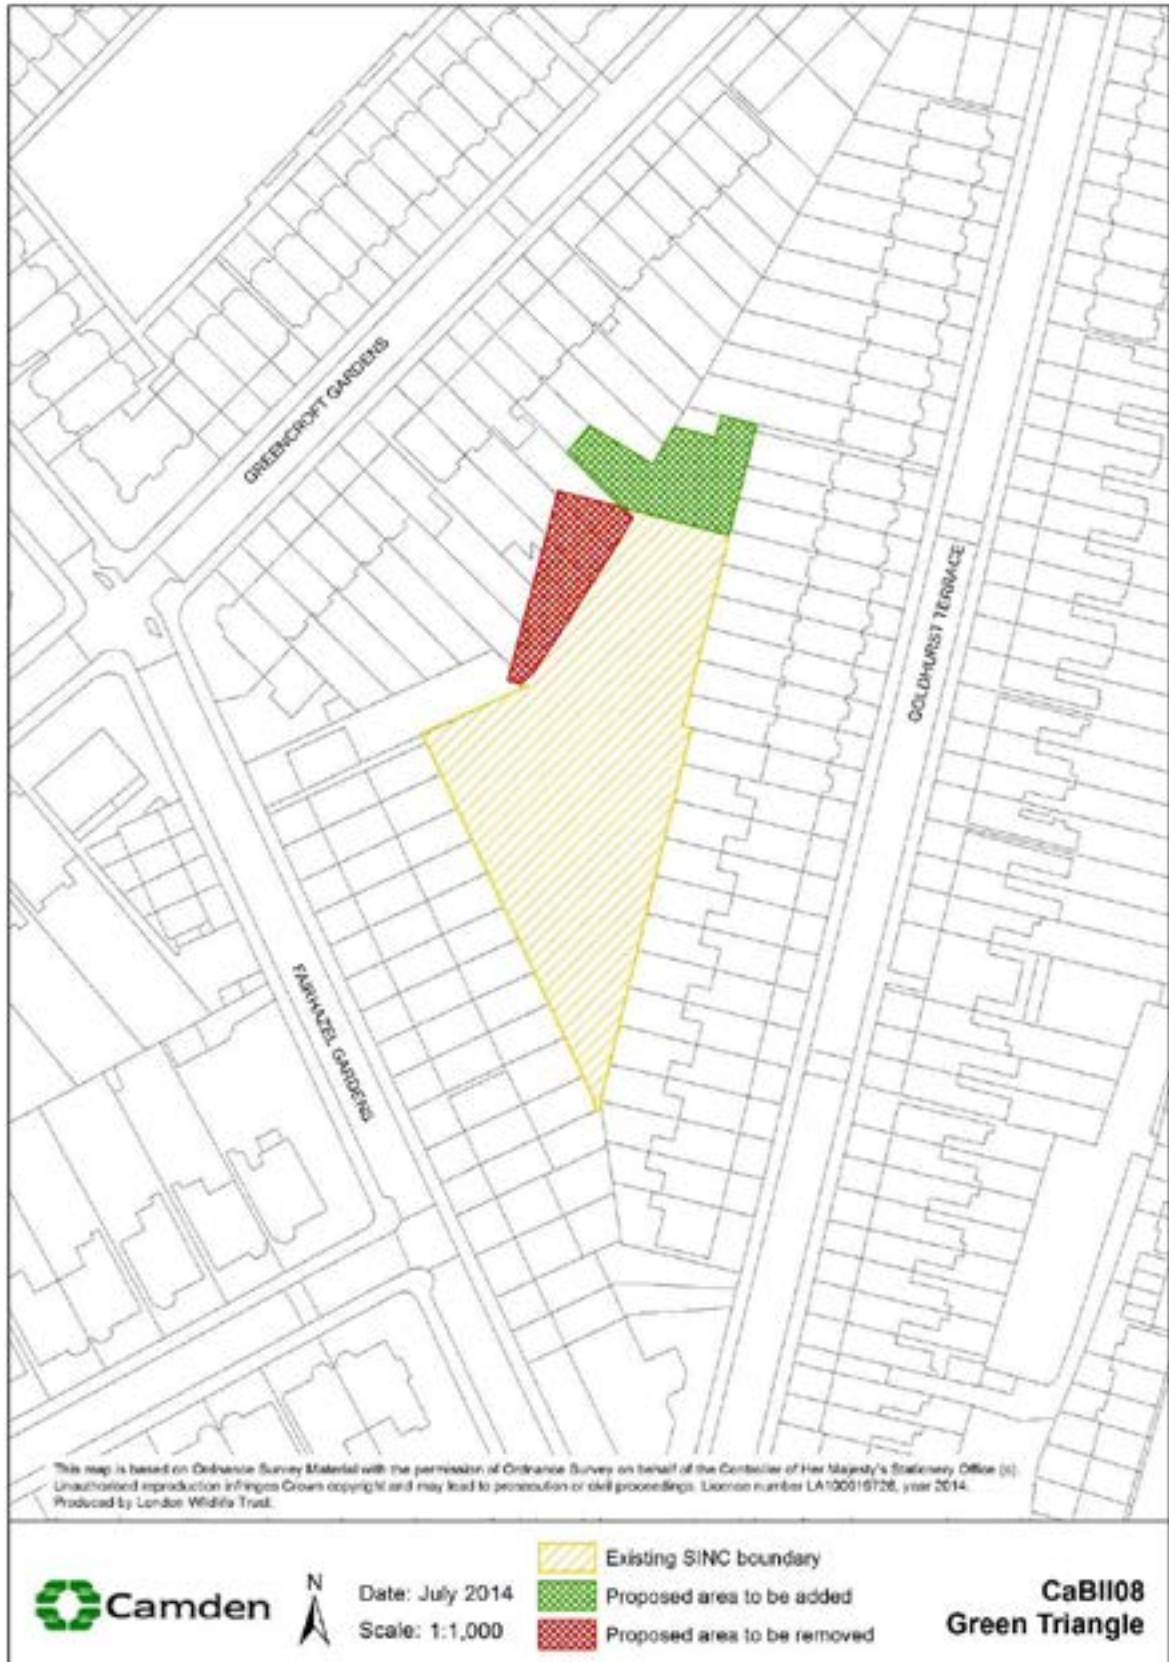 GREENCROFT GARDENS
GOLDHURST TERRACE
FAIRHAZEL GARDENS
This map is based on Ordnance Survey Material with the permission of Ordnance Survey on behalf of the Controller of Her Majesty's Stationery Office (c).
Unauthorised reproduction infringes Crown copyright and may lead to prosecution or civil proceedings. License number year 2014.
Produced by London Wildlife Trust.
Camden
N
Date: July 2014
Scale: 1:1,000
Existing SINC boundary
Proposed area to be added
Proposed area to be removed
CaBII08
Green Triangle